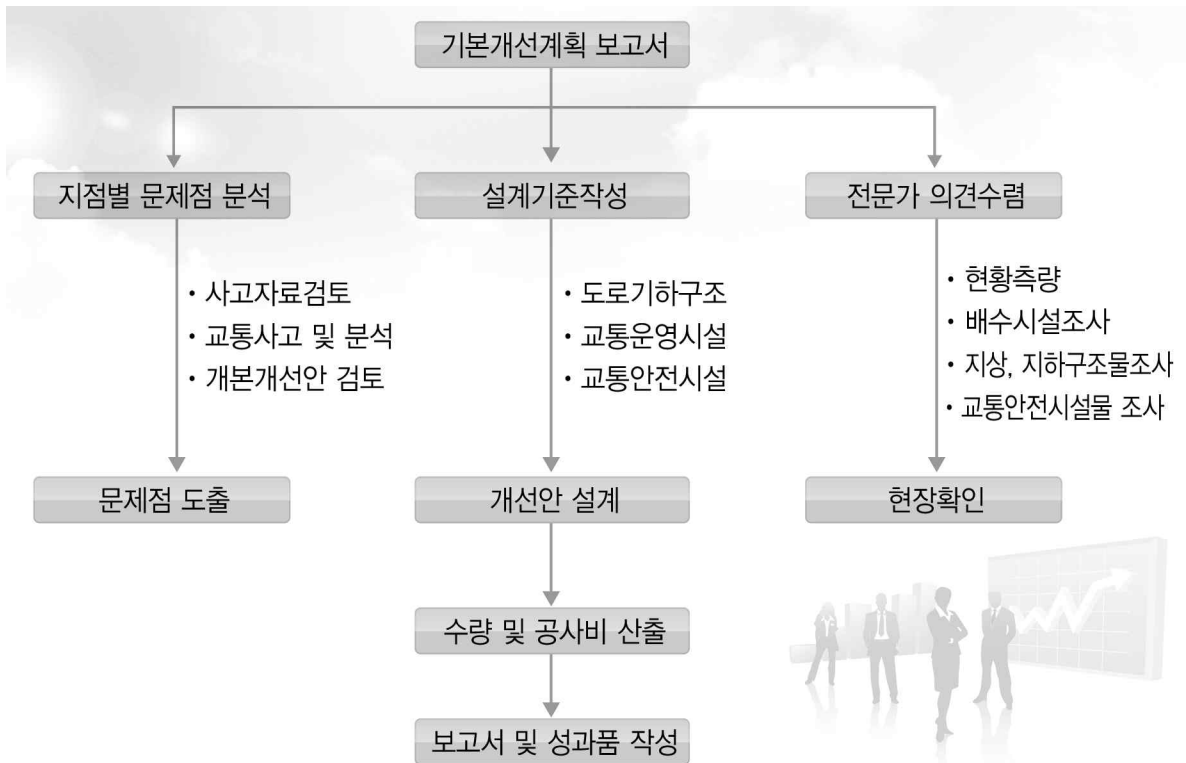 기본개선계획 보고서
지점별 문제점 분석
설계기준작성
전문가 의견수렴
· 사고자료검토
· 교통사고 및 분석
· 개본개선안 검토
· 도로기하구조
· 교통운영시설
· 교통안전시설
· 현황측량
· 배수시설조사
· 지상, 지하구조물조사
· 교통안전시설물 조사
문제점 도출
개선안 설계
현장확인
수량 및 공사비 산출
보고서 및 성과품 작성